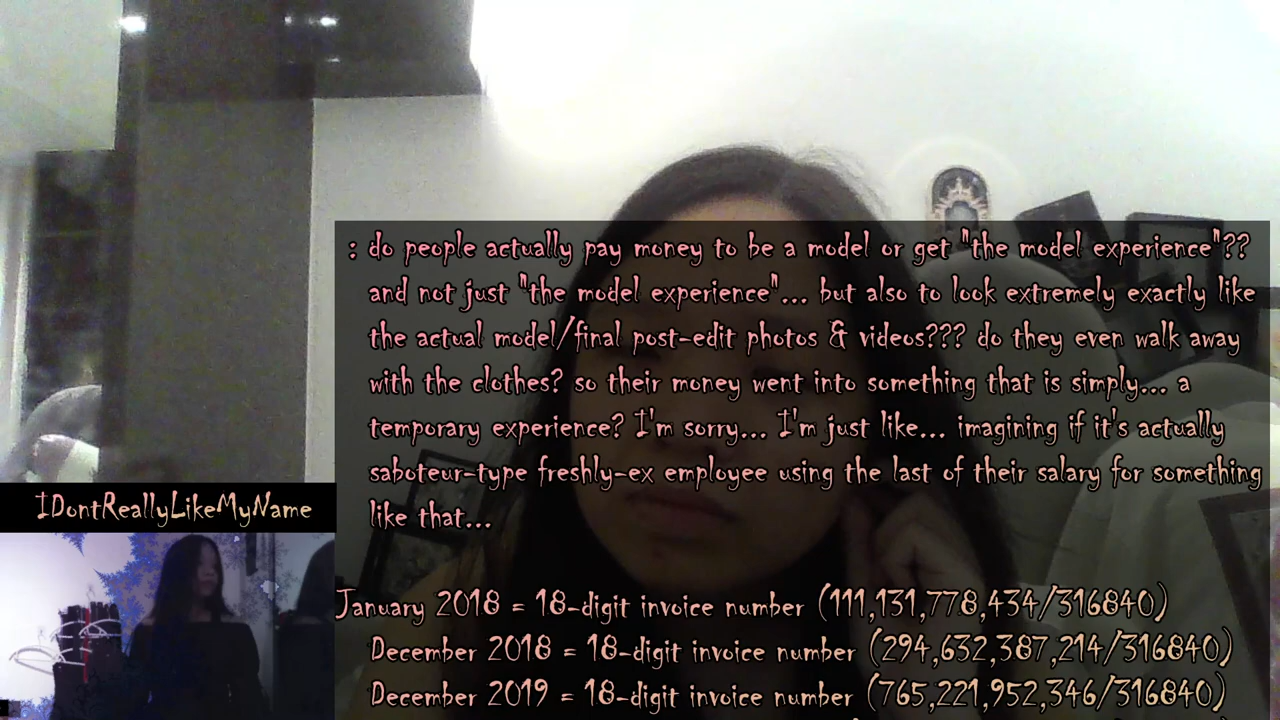 : do people actually pay money to be a model or get "the model experience"??
and not just "the model experience"... but also to look extremely exactly like
the actual model/final post-edit photos & videos??? do they even walk away
with the clothes? so their money went into something that is simply... a
temporary experience? I'm sorry... I'm just like... imagining if it's actually
saboteur-type freshly-ex employee using the last of their salary for something
like that...
IDontReallyLikeMyName
January 2018 = 18-digit invoice number (111,131,778,434/316840)
December 2018 = 18-digit invoice number (294,632,387,214/316840)
December 2019 = 18-digit invoice number (765,221,952,346/316840)